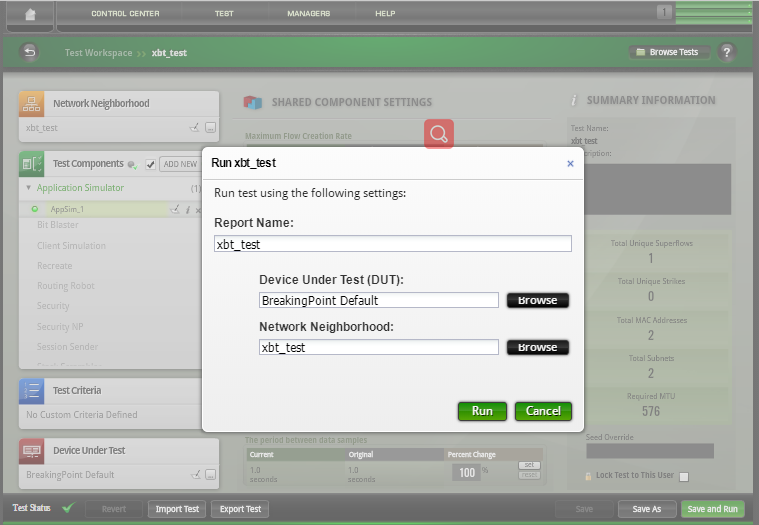 CONTROL CENTER TEST MANAGERS HELP 1
Test Workspace >> xbt_test Browse Tests ?
Network Neighborhood
xbt_test
Test Components ADD NEW
Application Simulator (1)
AppSim_1 i x
Bit Blaster
Client Simulation
Recreate
Routing Robot
Security
Security NP
Session Sender
Test Criteria
No Custom Criteria Defined
Device Under Test
BreakingPoint Default
SHARED COMPONENT SETTINGS
Maximum Flow Creation Rate
Run xbt_test ×
Run test using the following settings:
Report Name:
xbt_test
Device Under Test (DUT):
BreakingPoint Default Browse
Network Neighborhood:
xbt_test Browse
Run Cancel
The period between data samples
Current Original Percent Change
1.0 1.0 100 % set
seconds seconds reset
i SUMMARY INFORMATION
Test Name:
xbt test
cription:
Total Unique Superflows
1
Total Unique Strikes
0
Total MAC Addresses
2
Total Subnets
2
Required MTU
576
Seed Override
Lock Test to This User
Test Status Revert Import Test Export Test Save Save As Save and Run